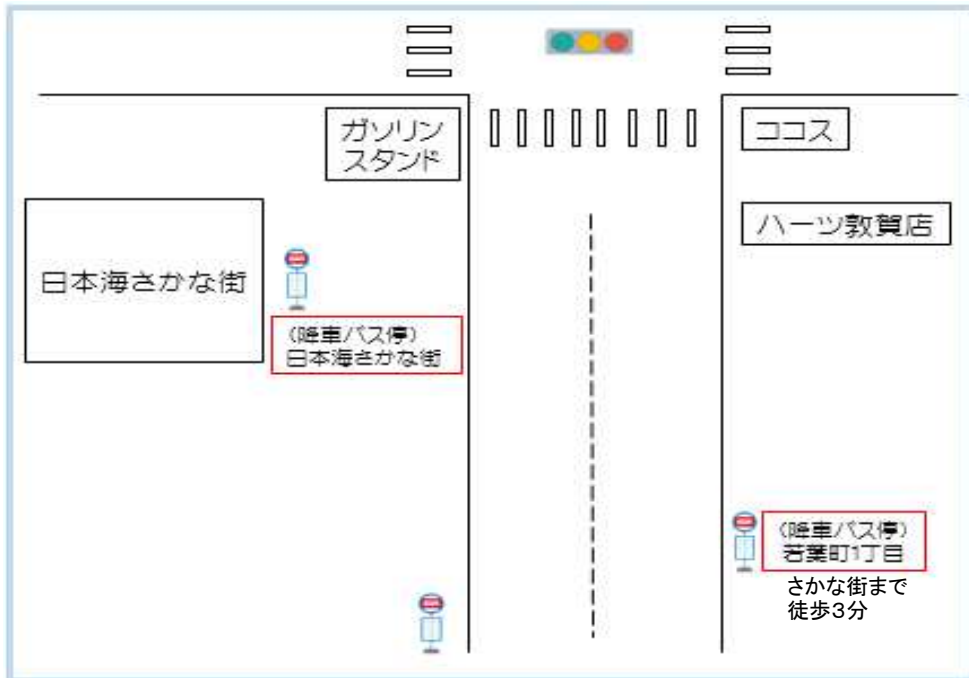 ガソリン
スタンド
ココス
ハーツ敦賀店
日本海さかな街
（降車バス停）
日本海さかな街
（降車バス停）
若葉町1丁目
さかな街まで
徒歩3分